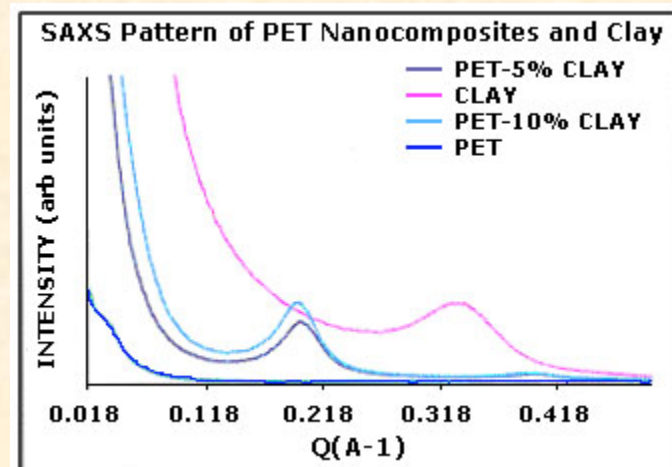 SAXS Pattern of PET Nanocomposites and Clay
PET-5% CLAY
CLAY
PET-10% CLAY
PET
INTENSITY (arb units)
0.018 0.118 0.218 0.318 0.418
Q(A-1)